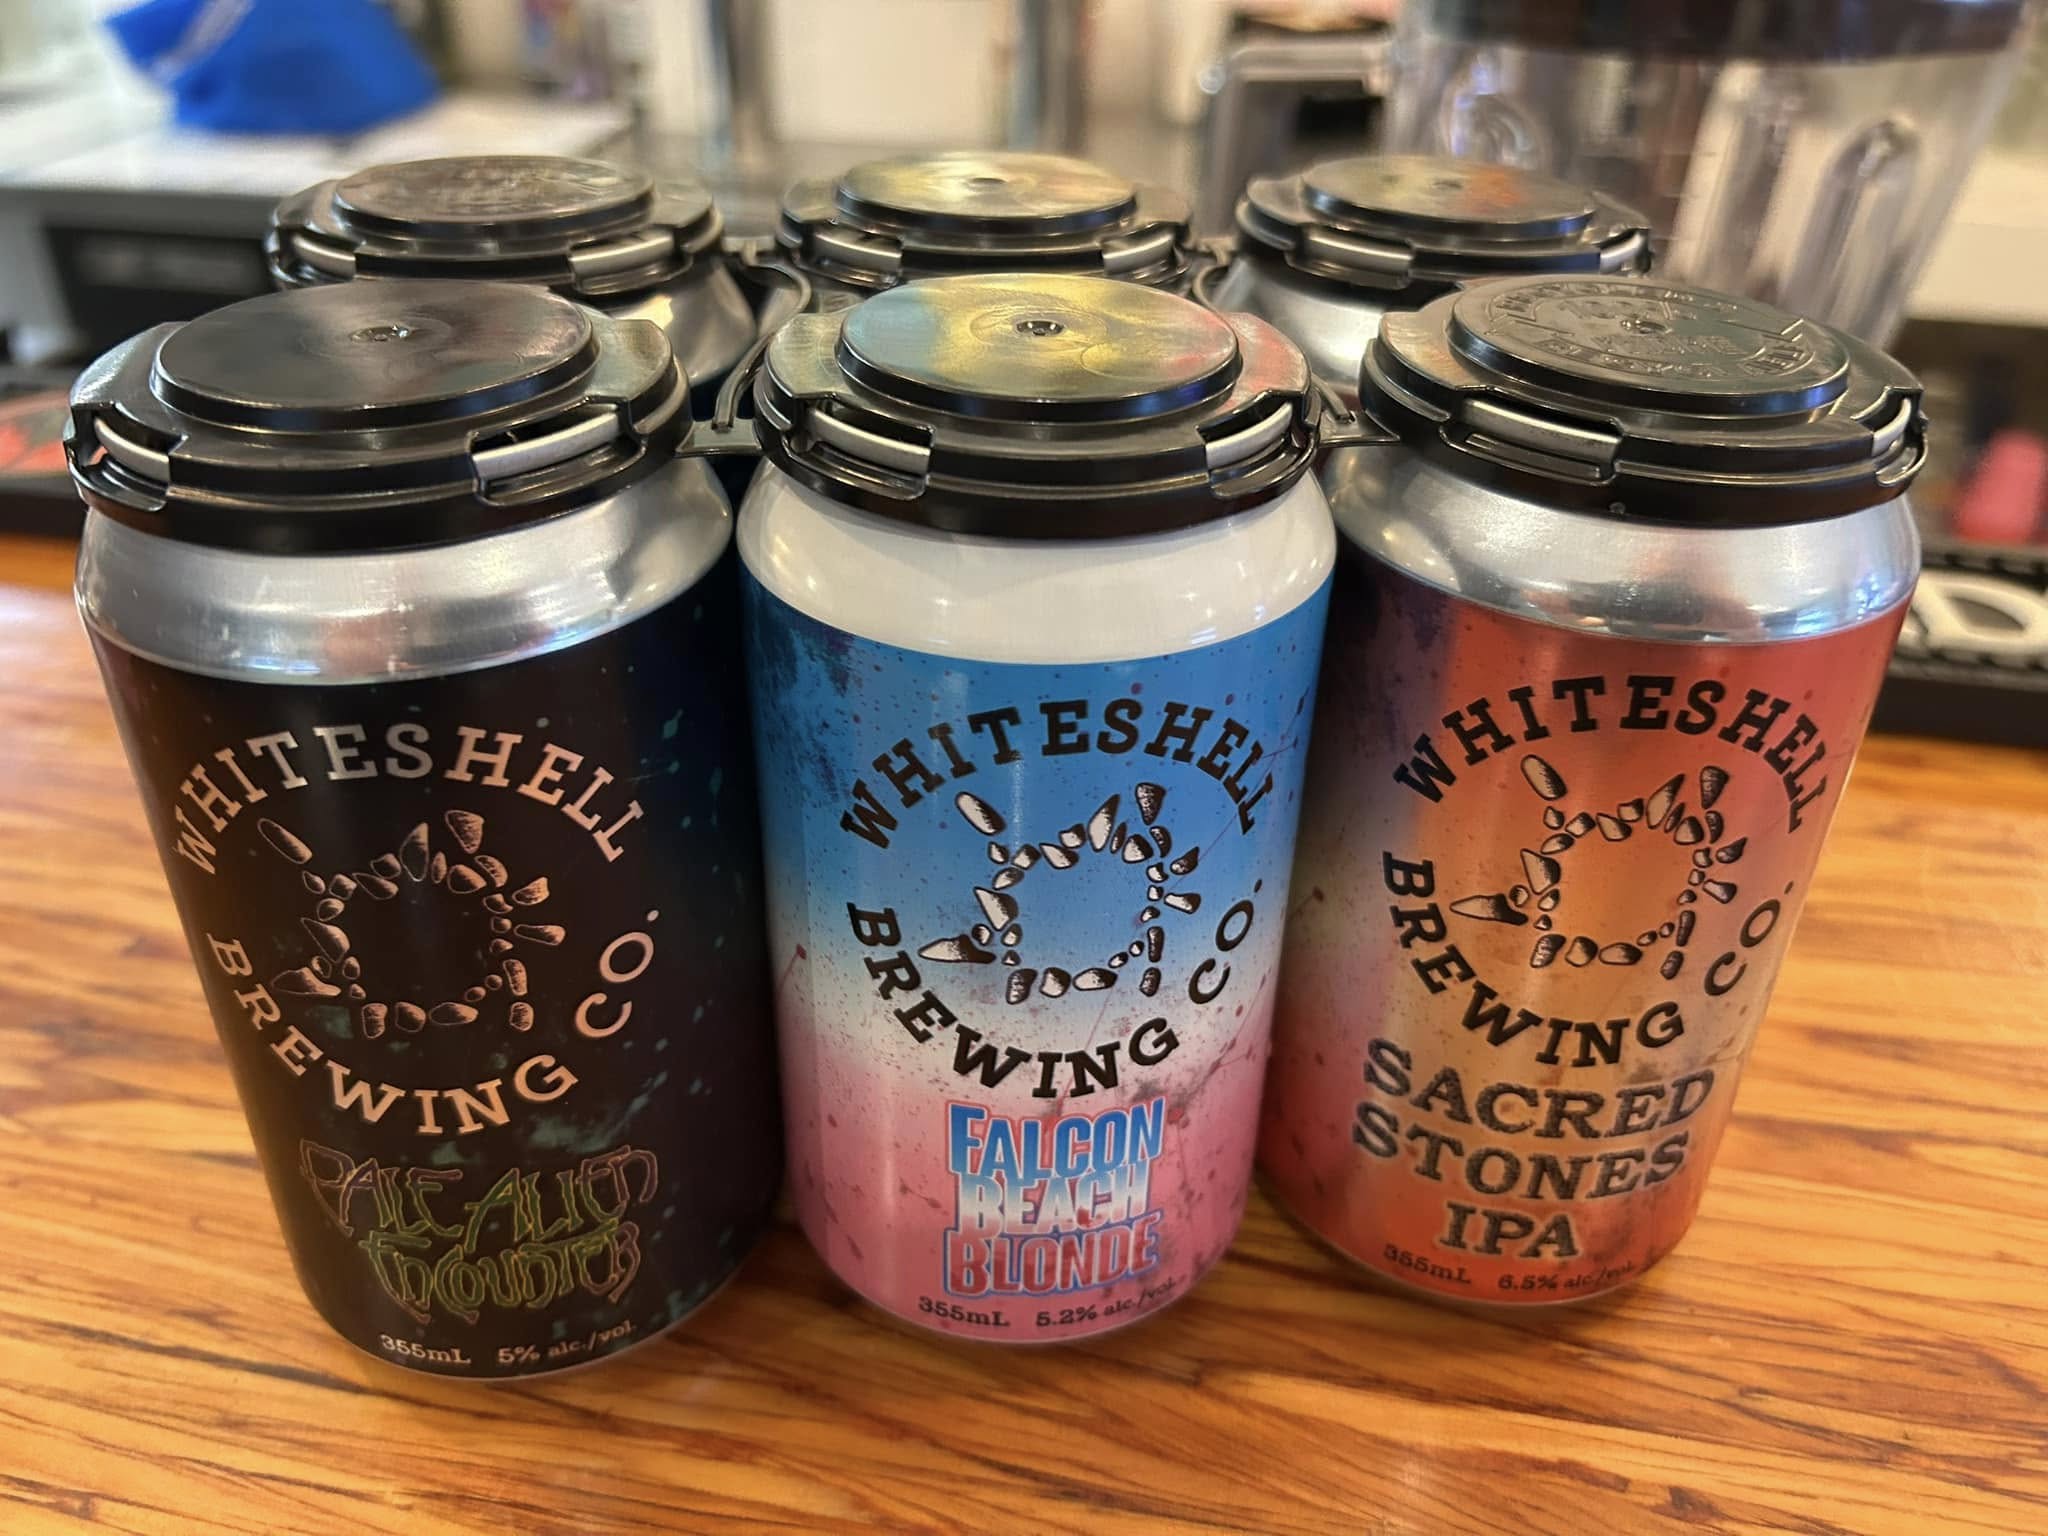 WHITESHELL
BREWING CO.
PALE ALIEN
ENCOUNTER
355mL 5% alc./vol.
WHITESHELL
BREWING CO.
FALCON
BEACH
BLONDE
355mL 5.2% alc./vol.
WHITESHELL
BREWING CO.
SACRED
STONES
IPA
355mL 6.5% alc./vol.